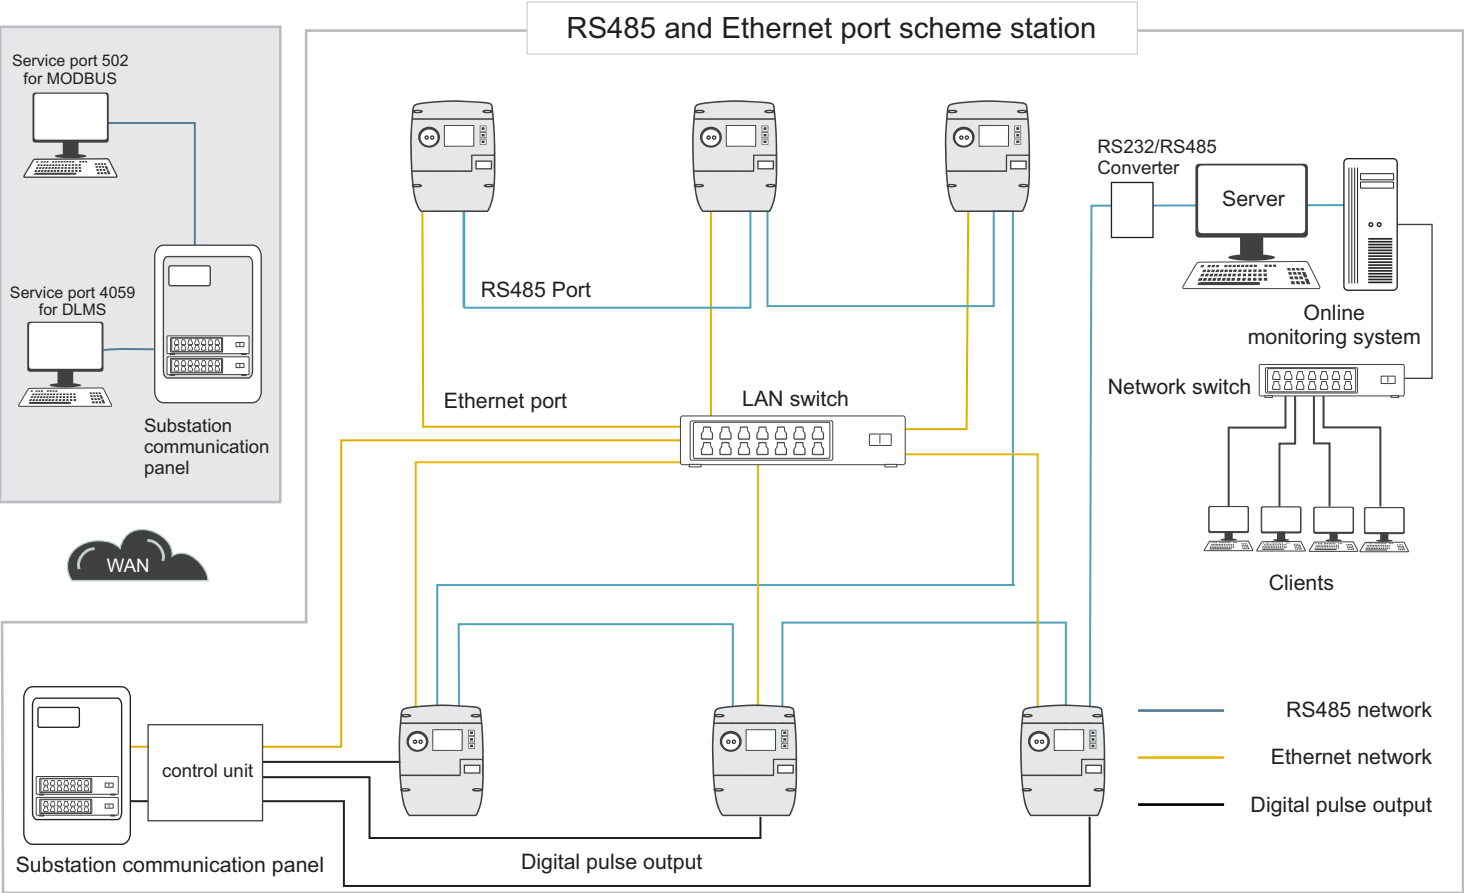 RS485 and Ethernet port scheme station
Service port 502
for MODBUS
Service port 4059
for DLMS
Substation
communication
panel
WAN
RS485 Port
Ethernet port
LAN switch
RS232/RS485
Converter
Server
Online
monitoring system
Network switch
Clients
control unit
Substation communication panel
Digital pulse output
RS485 network
Ethernet network
Digital pulse output